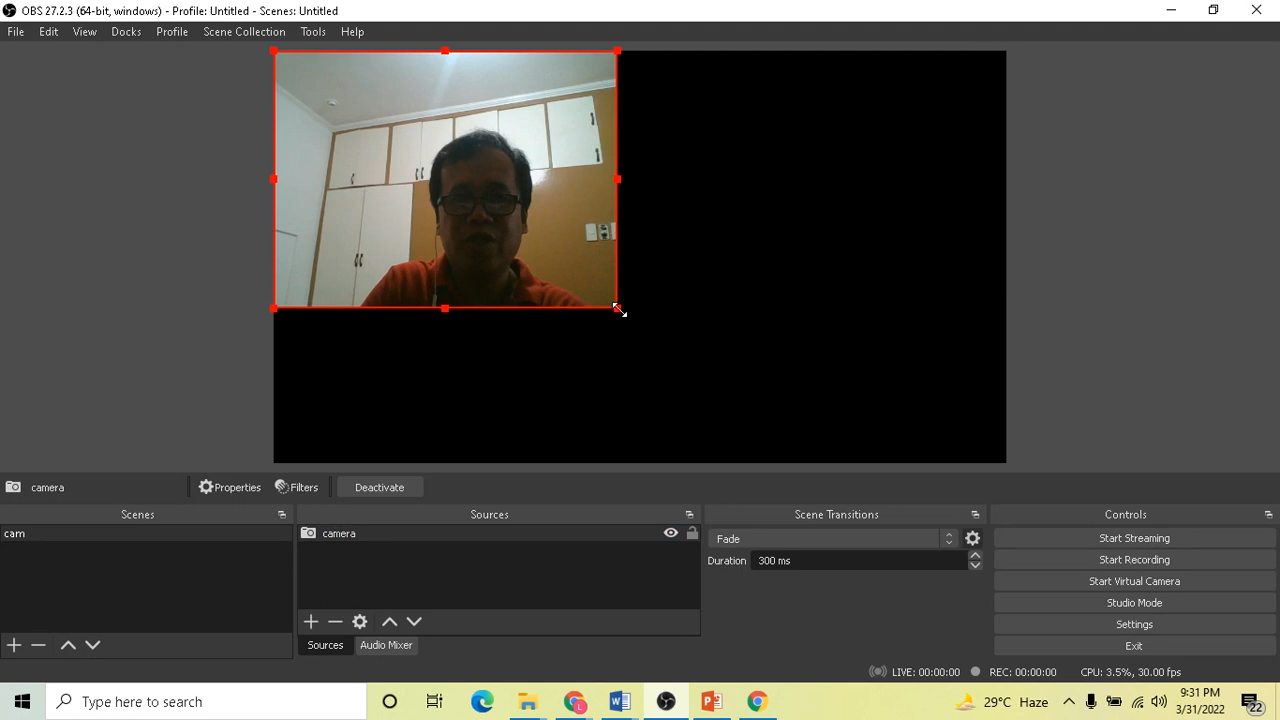 OBS 27.2.3 (64-bit, windows) - Profile: Untitled - Scenes: Untitled
File Edit View Docks Profile Scene Collection Tools Help
camera Properties Filters Deactivate
Scenes Sources Scene Transitions Controls
cam
camera
Fade
Duration 300 ms
Start Streaming
Start Recording
Start Virtual Camera
Studio Mode
Settings
Exit
Sources Audio Mixer
LIVE: 00:00:00 REC: 00:00:00 CPU: 3.5%, 30.00 fps
Type here to search
29°C Haze
9:31 PM
3/31/2022
22